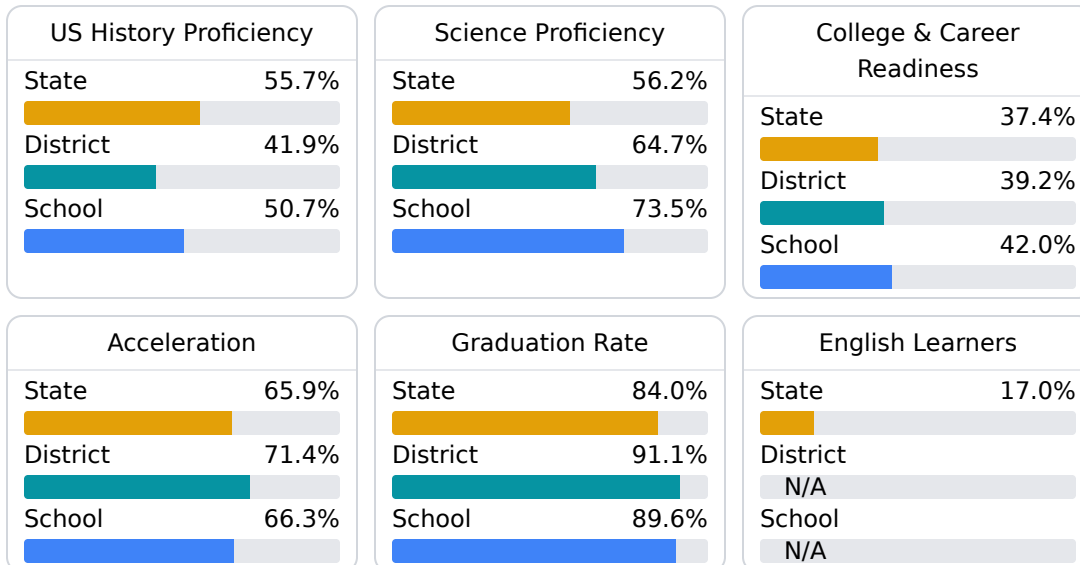 US History Proficiency
State 55.7%
District 41.9%
School 50.7%
Science Proficiency
State 56.2%
District 64.7%
School 73.5%
College & Career
Readiness
State 37.4%
District 39.2%
School 42.0%
Acceleration
State 65.9%
District 71.4%
School 66.3%
Graduation Rate
State 84.0%
District 91.1%
School 89.6%
English Learners
State 17.0%
District
N/A
School
N/A